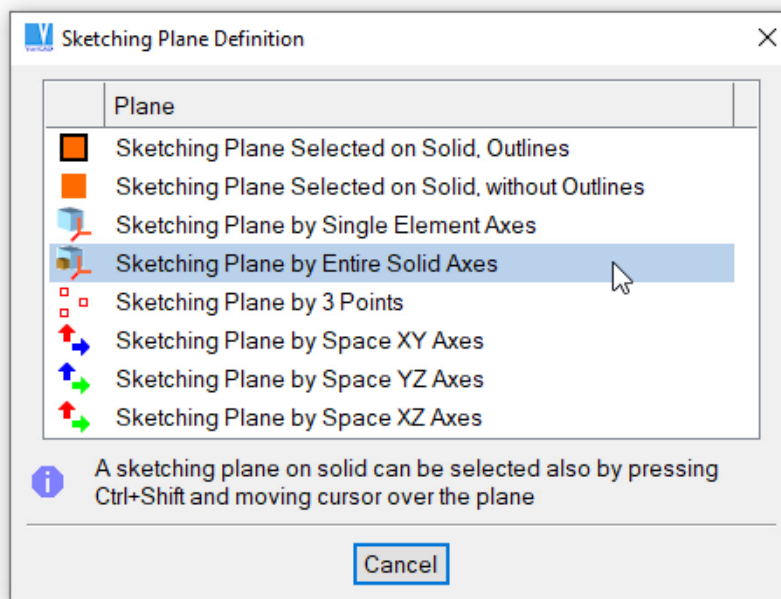 Sketching Plane Definition
Plane
Sketching Plane Selected on Solid, Outlines
Sketching Plane Selected on Solid, without Outlines
Sketching Plane by Single Element Axes
Sketching Plane by Entire Solid Axes
Sketching Plane by 3 Points
Sketching Plane by Space XY Axes
Sketching Plane by Space YZ Axes
Sketching Plane by Space XZ Axes
A sketching plane on solid can be selected also by pressing
Ctrl+Shift and moving cursor over the plane
Cancel